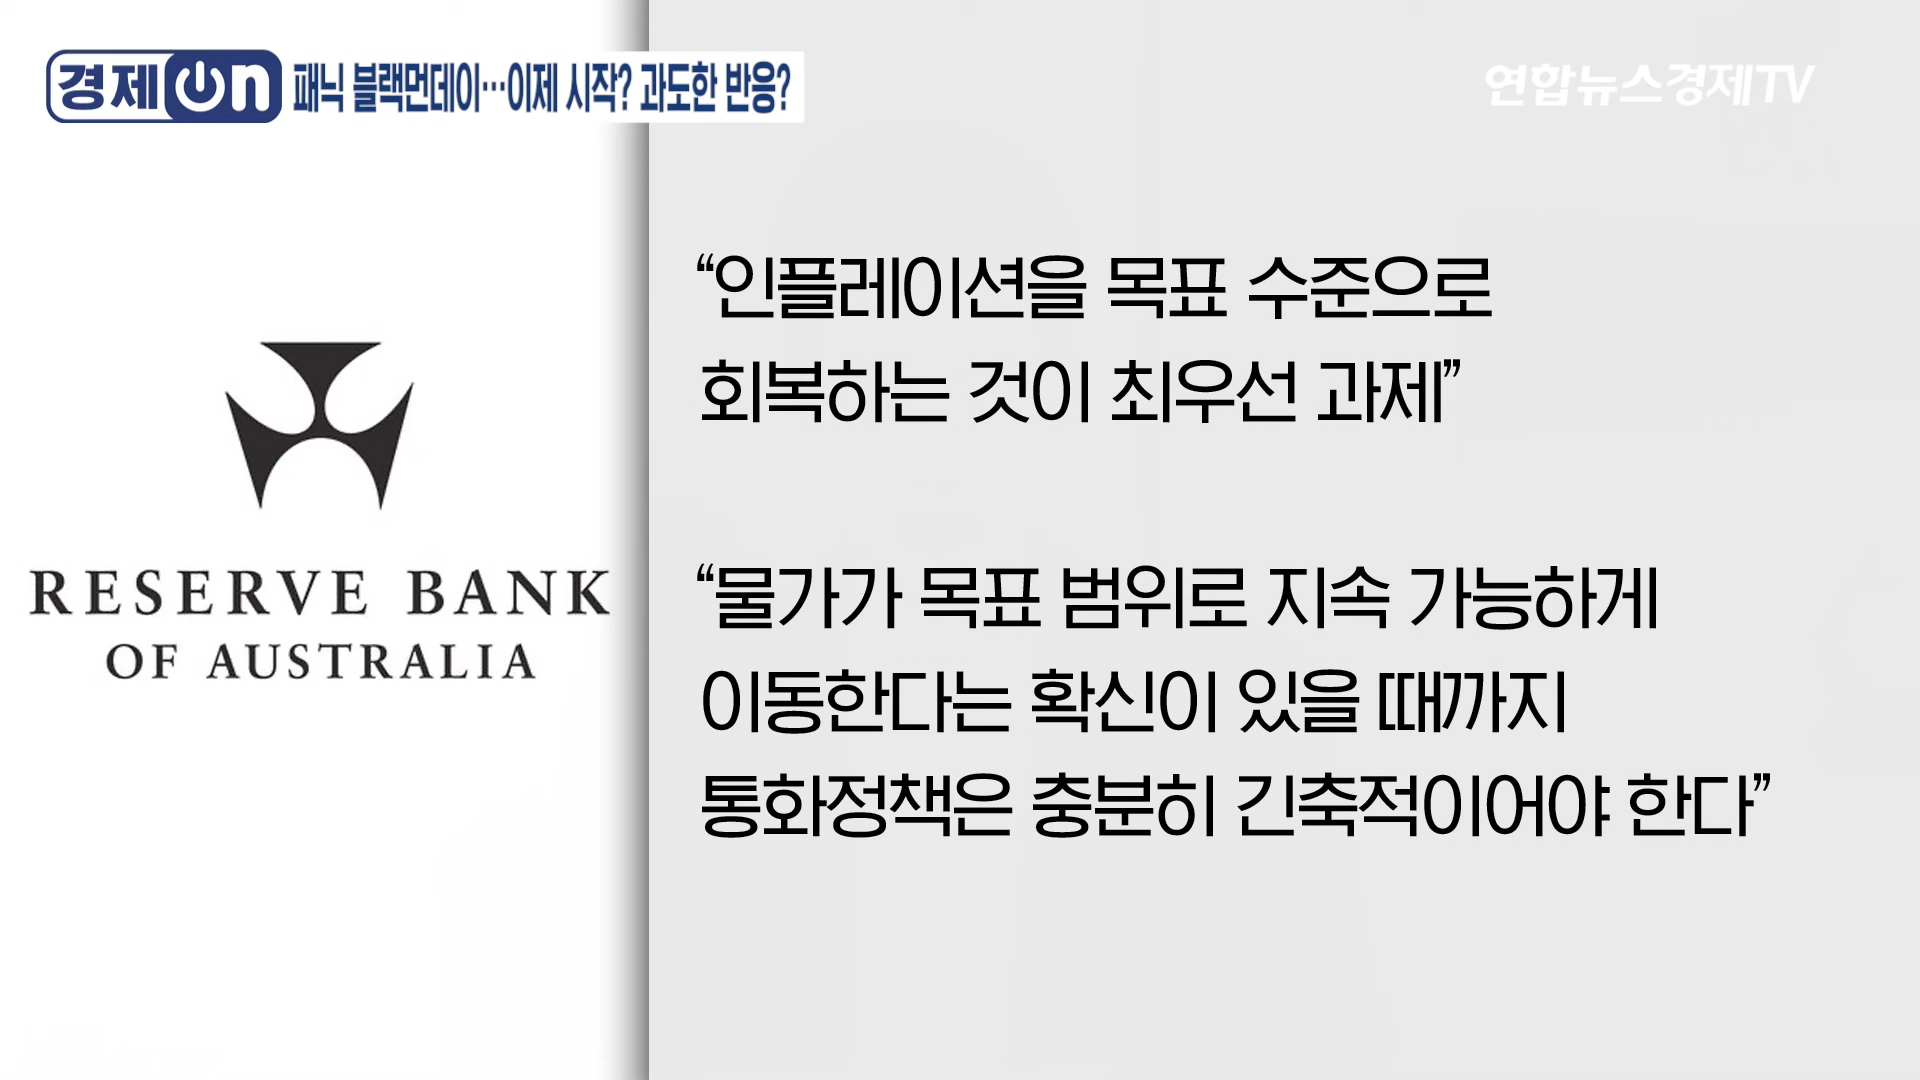 경제On 패닉 블랙먼데이…이제 시작? 과도한 반응?
연합뉴스경제TV
RESERVE BANK
OF AUSTRALIA
“인플레이션을 목표 수준으로
회복하는 것이 최우선 과제”
“물가가 목표 범위로 지속 가능하게
이동한다는 확신이 있을 때까지
통화정책은 충분히 긴축적이어야 한다”